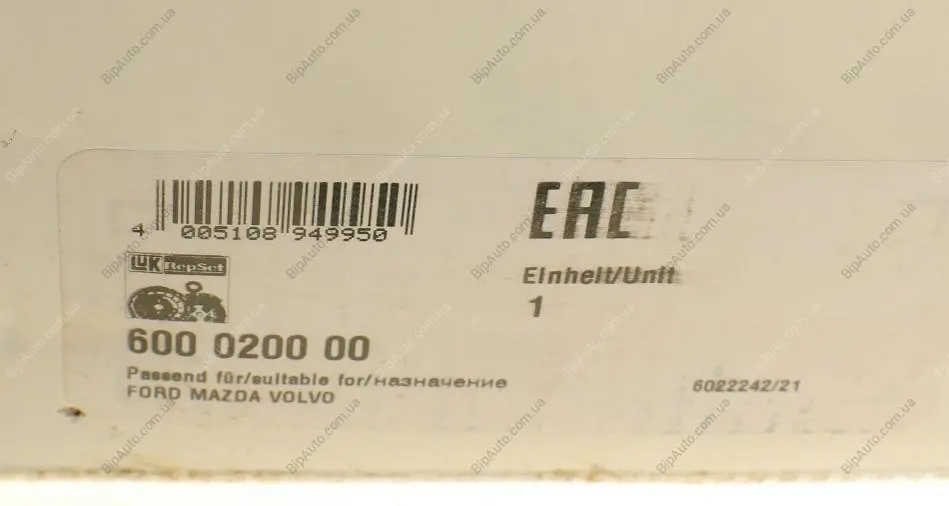 EAC
4 005108 949950
LuK RepSet
Einheit/Unit
1
600 0200 00
Passend für/suitable for/назначение
FORD MAZDA VOLVO
6022242/21
BipAuto.com.ua